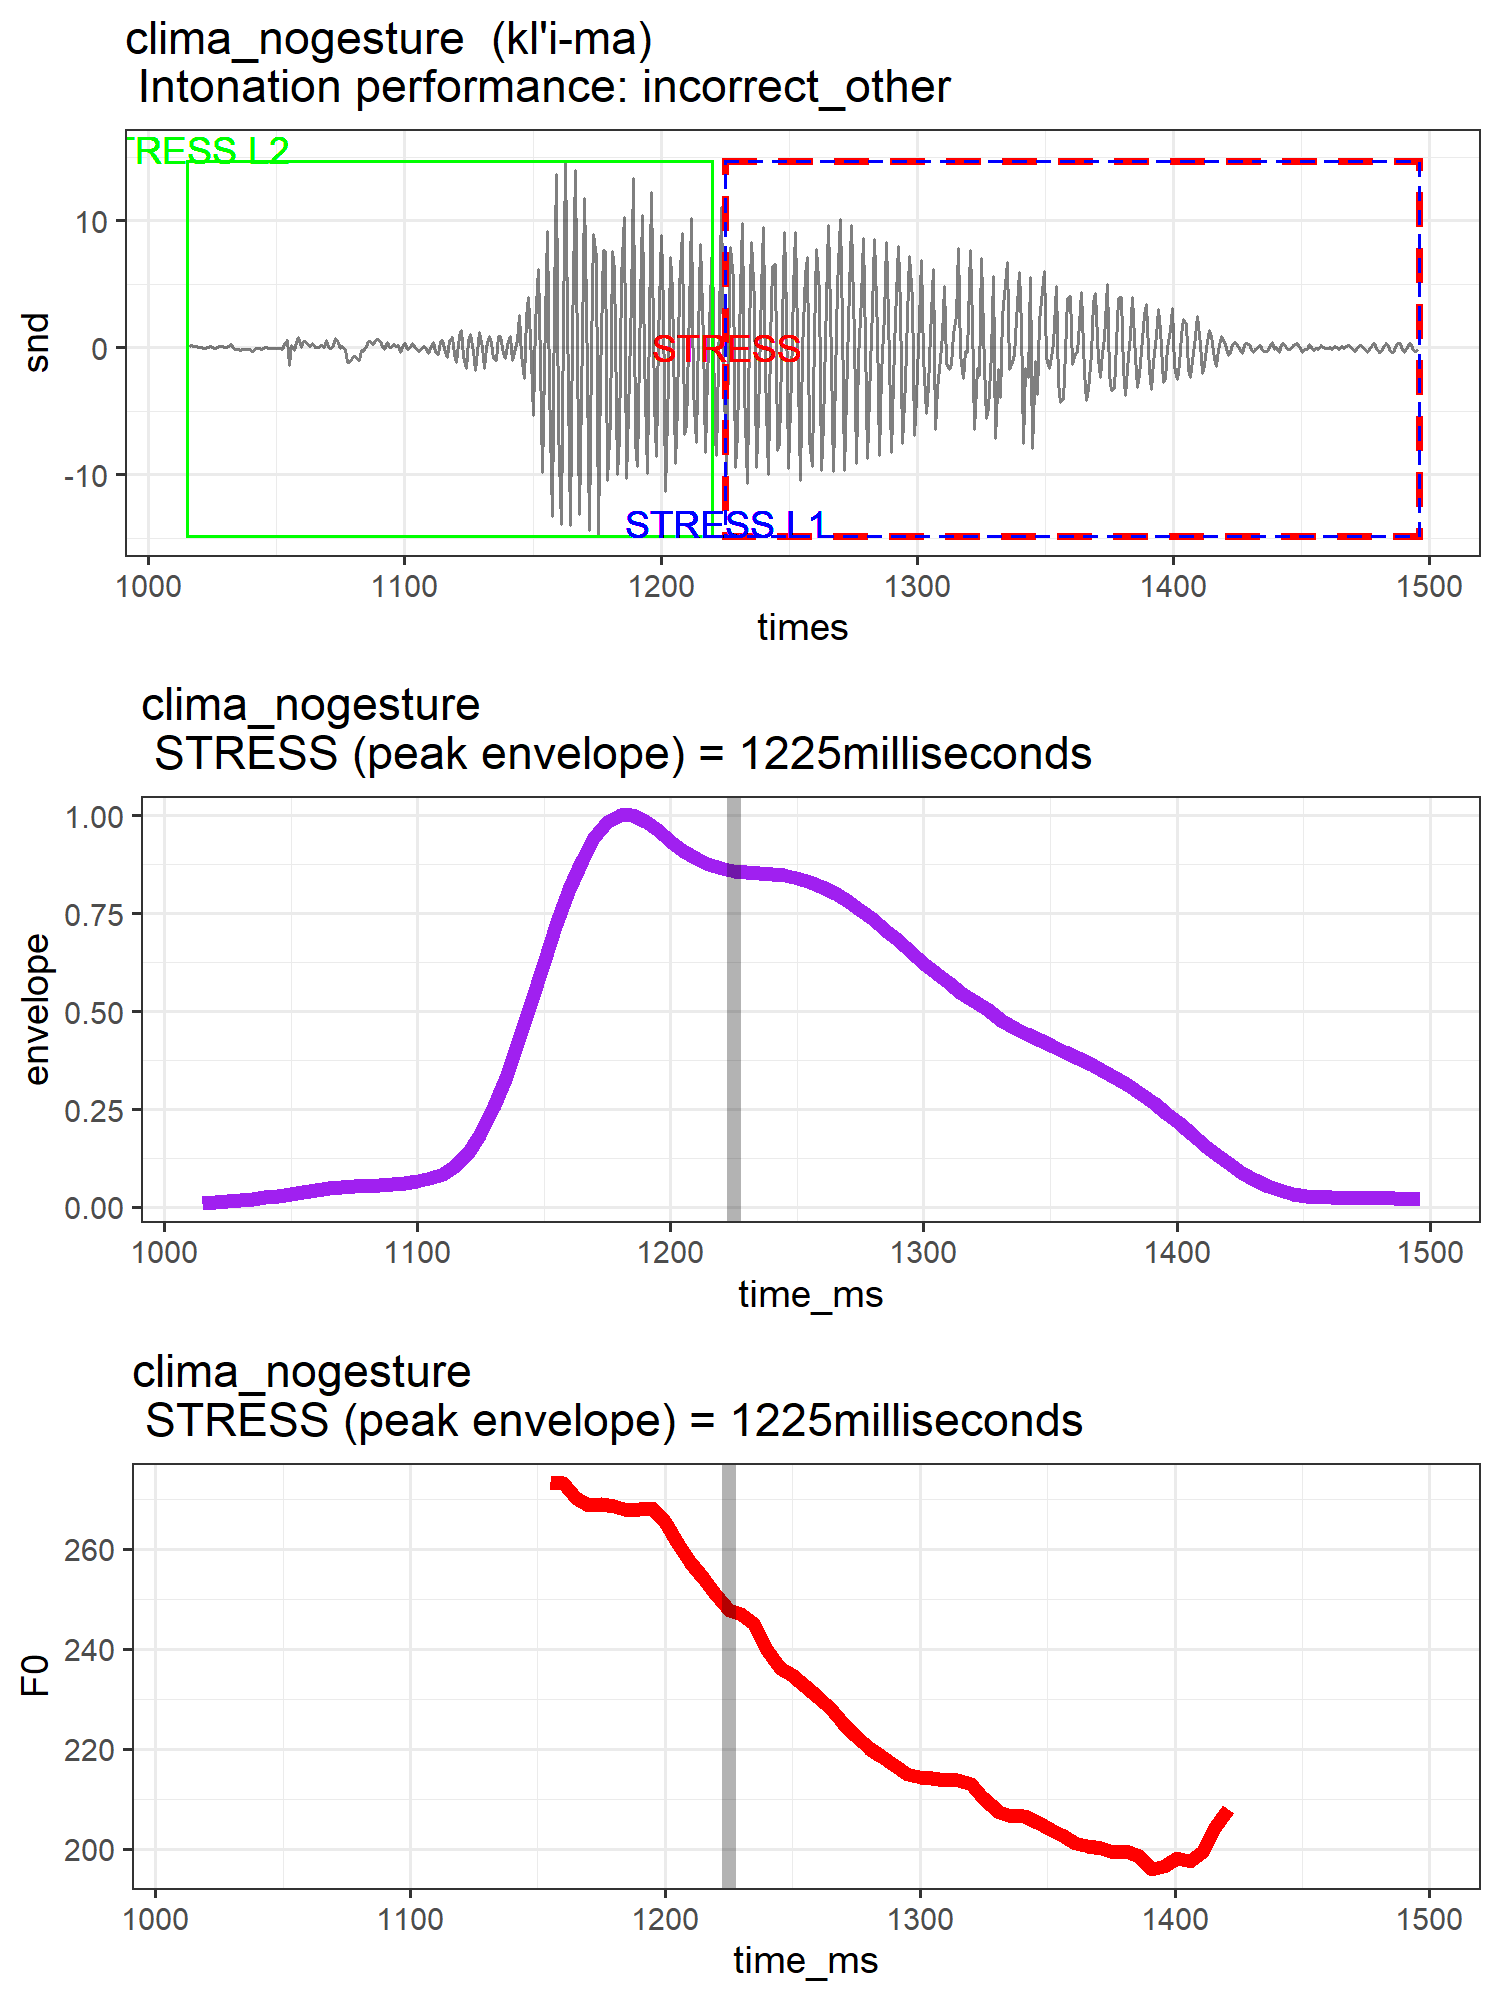 clima_nogesture  (kl'i-ma)
Intonation performance: incorrect_other
TRESS L2
10
0
-10
snd
STRESS
STRESS L1
1000 1100 1200 1300 1400 1500
times
clima_nogesture
STRESS (peak envelope) = 1225milliseconds
1.00
0.75
0.50
0.25
0.00
envelope
1000 1100 1200 1300 1400 1500
time_ms
clima_nogesture
STRESS (peak envelope) = 1225milliseconds
260
240
220
200
F0
1000 1100 1200 1300 1400 1500
time_ms